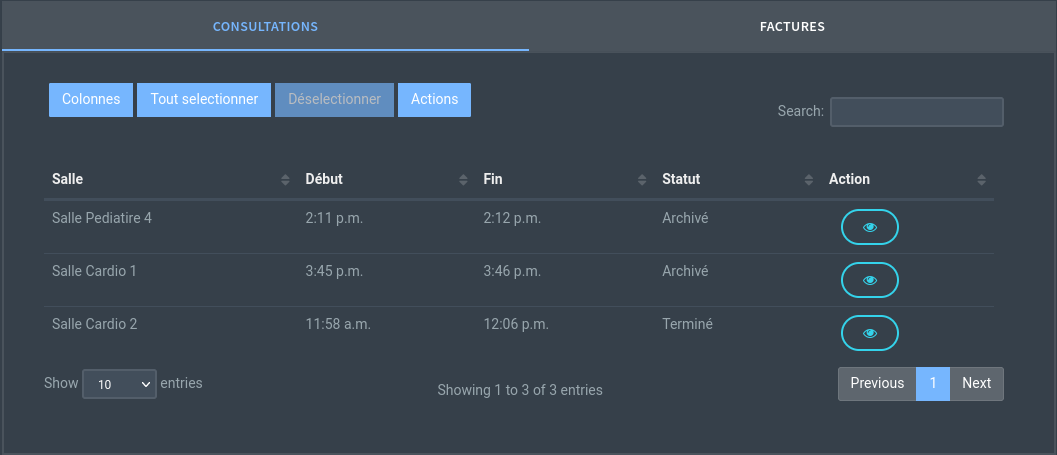 CONSULTATIONS FACTURES
Colonnes Tout selectionner Déselectionner Actions
Search:
Salle Début Fin Statut Action
Salle Pediatire 4 2:11 p.m. 2:12 p.m. Archivé
Salle Cardio 1 3:45 p.m. 3:46 p.m. Archivé
Salle Cardio 2 11:58 a.m. 12:06 p.m. Terminé
Show 10 entries Showing 1 to 3 of 3 entries Previous 1 Next